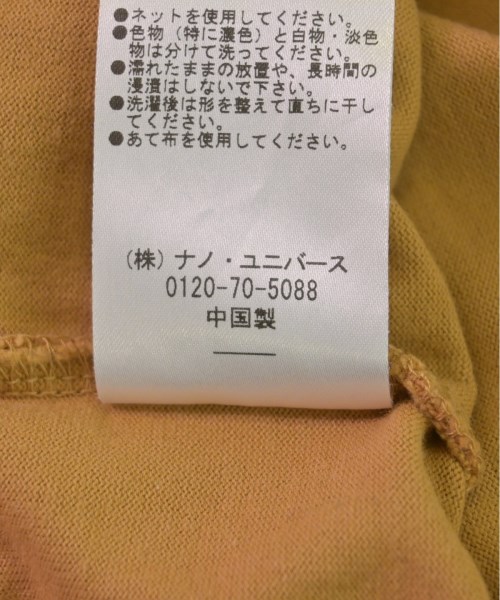 ●ネットを使用してください。
●色物（特に濃色）と白物・淡色
物は分けて洗ってください。
●濡れたままの放置や、長時間の
浸漬はしないで下さい。
●洗濯後は形を整えて直ちに干し
てください。
●あて布を使用してください。
（株）ナノ・ユニバース
0120-70-5088
中国製